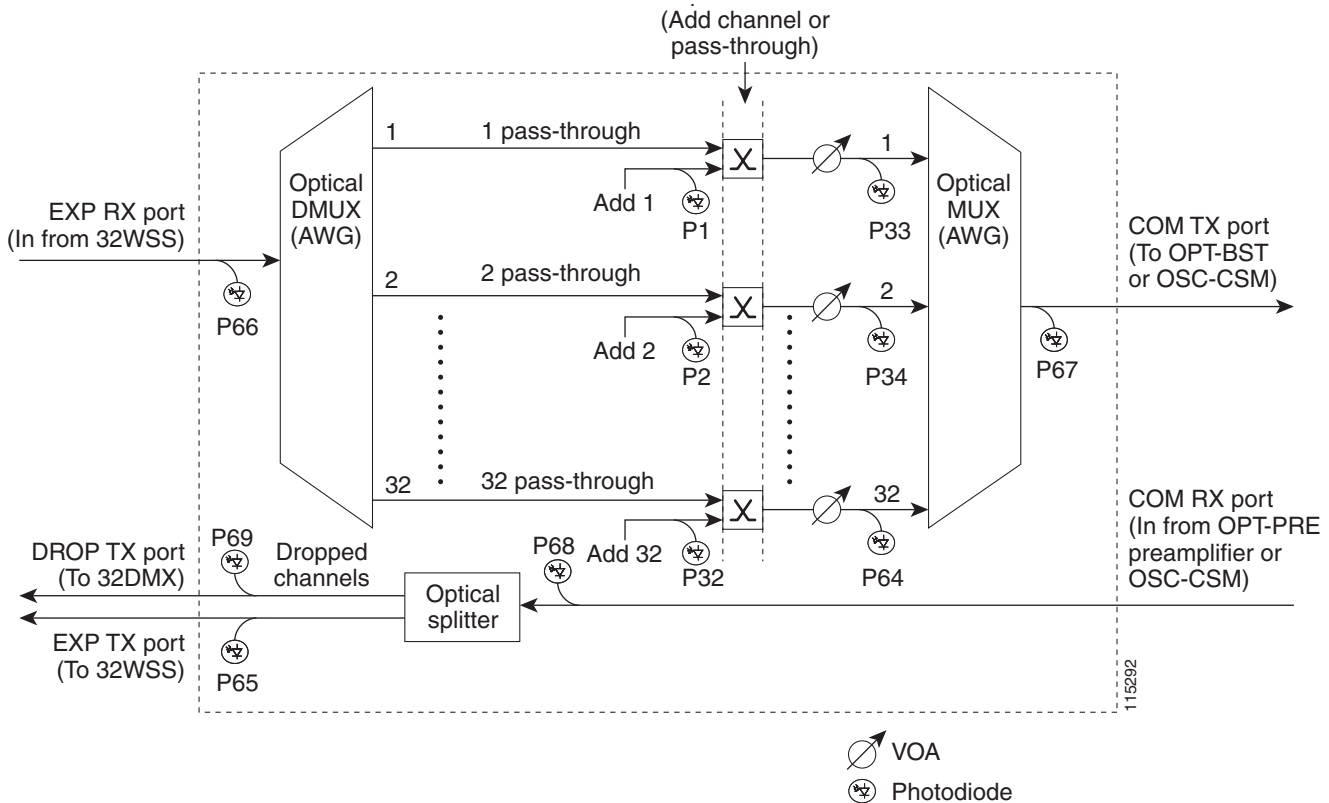 (Add channel or
pass-through)
1
1 pass-through
1
Optical
DMUX
(AWG)
Optical
MUX
(AWG)
Add 1
P1
P33
EXP RX port
(In from 32WSS)
COM TX port
(To OPT-BST
or OSC-CSM)
P66
2
2 pass-through
2
Add 2
P2
P34
P67
32
32 pass-through
32
Add 32
P32
P64
COM RX port
(In from OPT-PRE
preamplifier or
OSC-CSM)
DROP TX port
(To 32DMX)
P69
Dropped
channels
P68
Optical
splitter
EXP TX port
(To 32WSS)
P65
115292
VOA
Photodiode